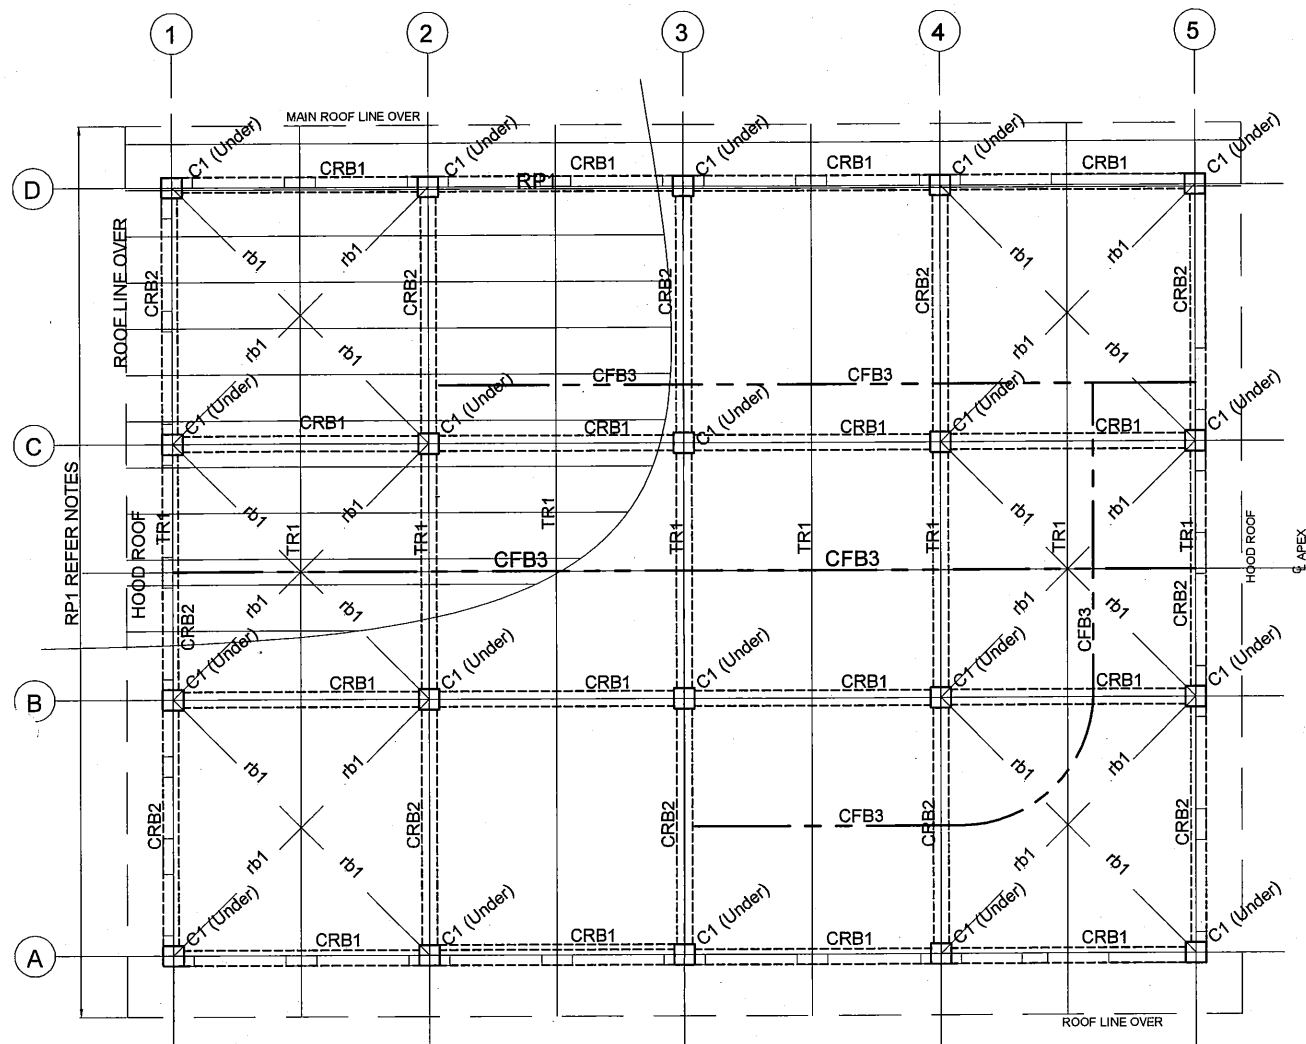 1 2 3 4 5
MAIN ROOF LINE OVER
C1 (Under) C1 (Under) C1 (Under) C1 (Under) C1 (Under)
CRB1 CRB1 CRB1 CRB1
D
RP1
ROOF LINE OVER
rb1 rb1 rb1 rb1
CRB2 CRB2 CRB2 CRB2 CRB2
rb1 rb1 rb1 rb1
CFB3 CFB3
C1 (Under) C1 (Under) C1 (Under) C1 (Under) C1 (Under)
CRB1 CRB1 CRB1 CRB1
C
RP1 REFER NOTES
HOOD ROOF
rb1 rb1 rb1 rb1
TR1 TR1 TR1 TR1 TR1 TR1 TR1 TR1 TR1
HOOD ROOF
CL APEX
CFB3 CFB3
rb1 rb1 rb1 rb1
CRB2 CRB2
CFB3
C1 (Under) C1 (Under) C1 (Under) C1 (Under) C1 (Under)
CRB1 CRB1 CRB1 CRB1
B
rb1 rb1 rb1 rb1
CRB2 CRB2 CRB2 CRB2 CRB2
CFB3
rb1 rb1 rb1 rb1
C1 (Under) C1 (Under) C1 (Under) C1 (Under) C1 (Under)
CRB1 CRB1 CRB1 CRB1
A
ROOF LINE OVER